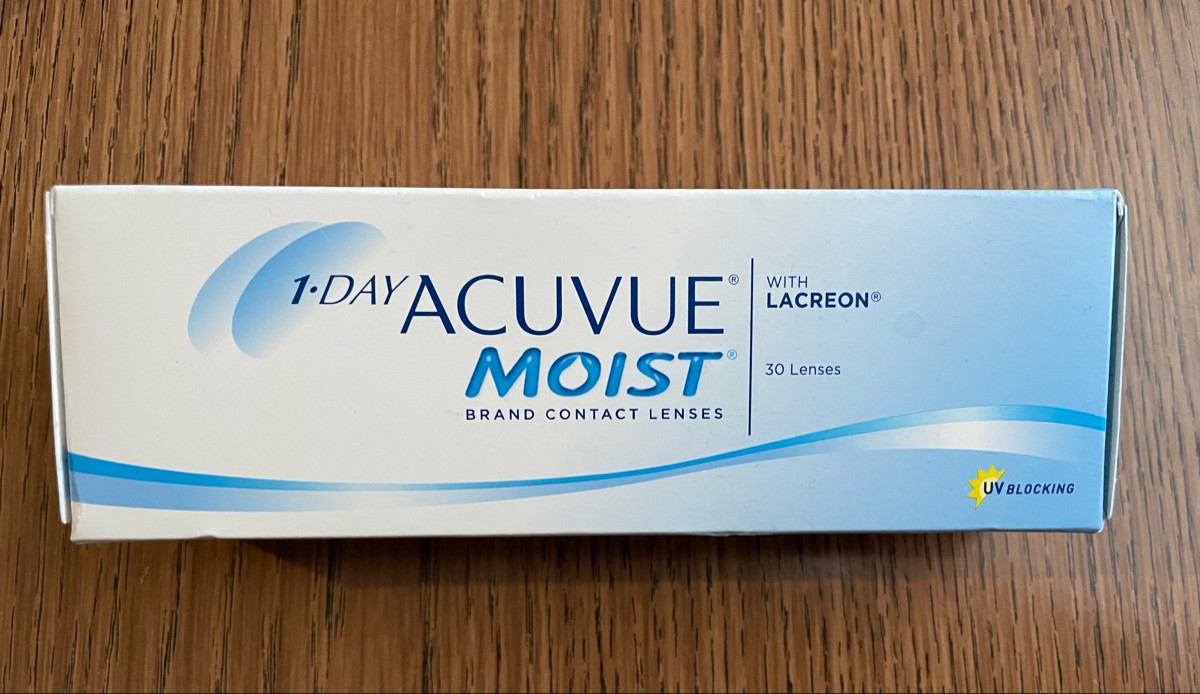 1·DAY ACUVUE®
MOIST®
BRAND CONTACT LENSES
WITH
LACREON®
30 Lenses
UV BLOCKING